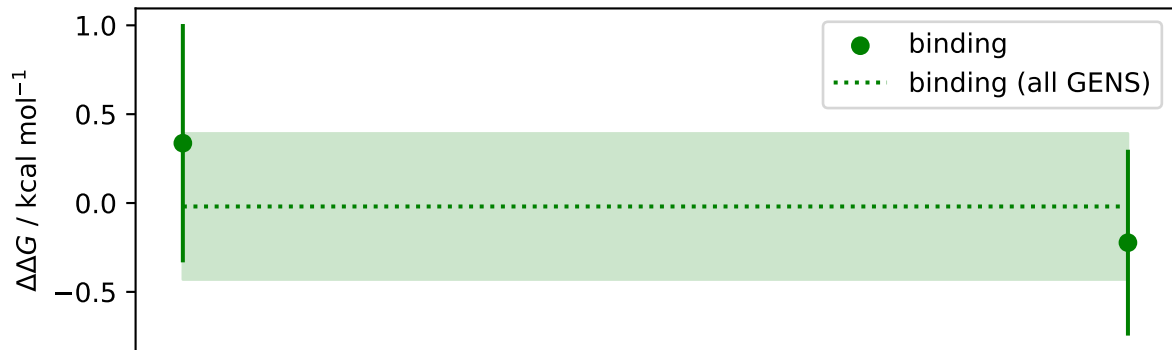 1.0
0.5
0.0
−0.5
ΔΔG / kcal mol⁻¹
binding
binding (all GENS)